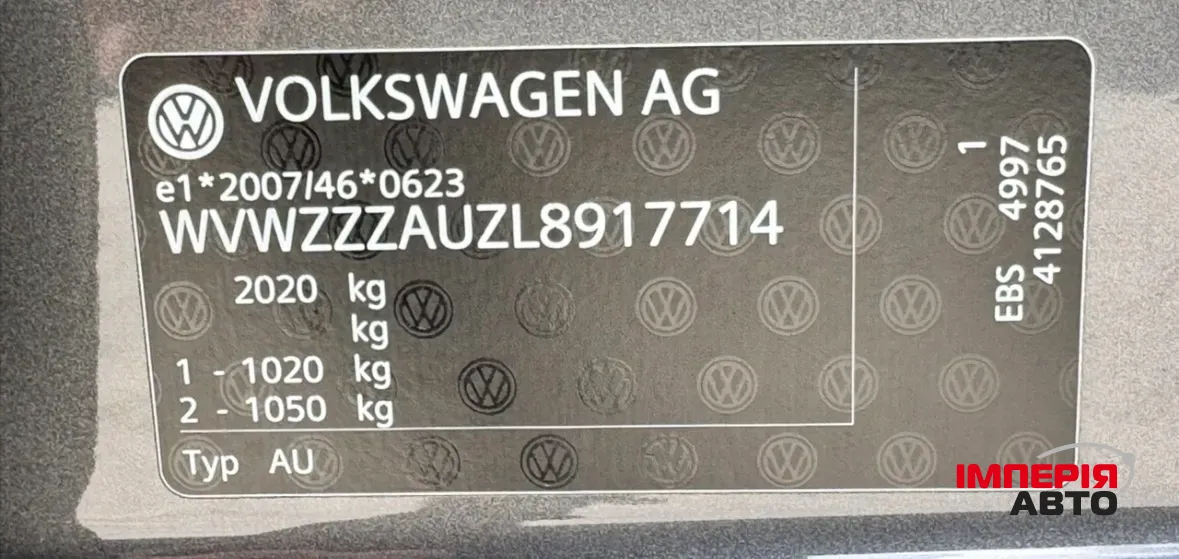 VOLKSWAGEN AG
e1*2007/46*0623
WVWZZZAUZL8917714
2020 kg
kg
1 - 1020 kg
2 - 1050 kg
Typ AU
1
EBS 4997
4128765
ІМПЕРІЯ
АВТО